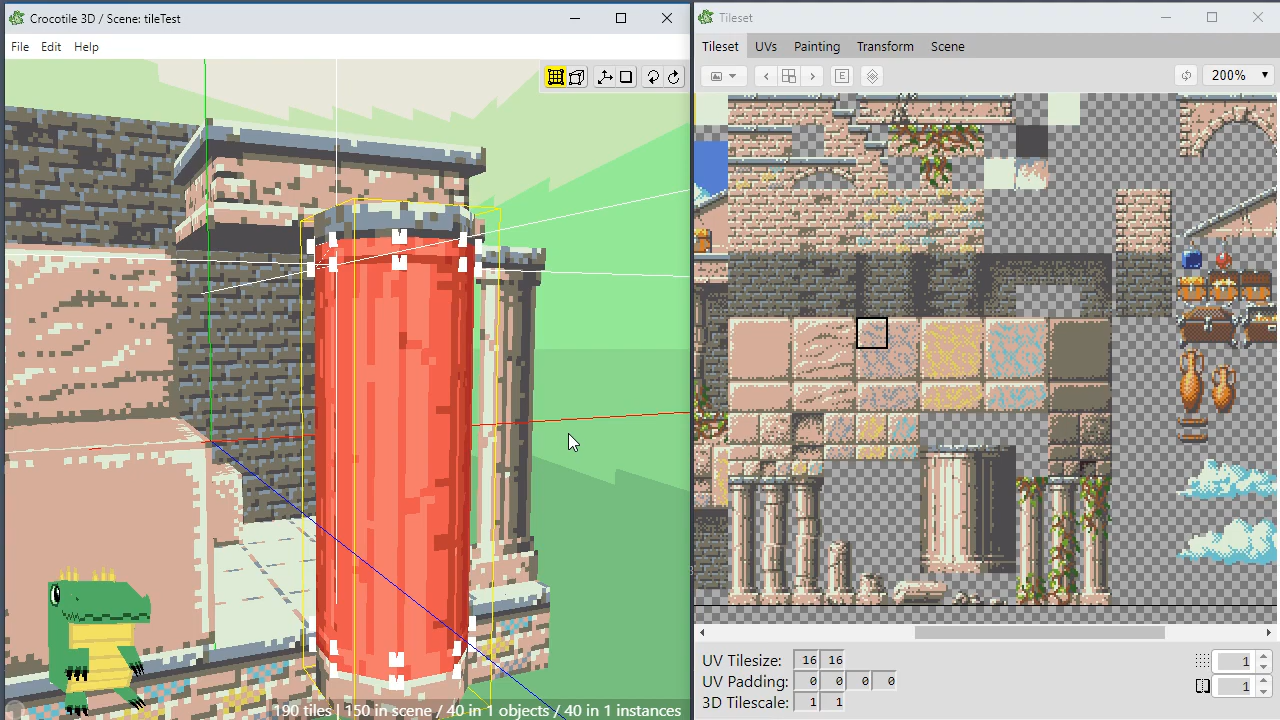 Crocotile 3D / Scene: tileTest
File Edit Help
190 tiles | 150 in scene / 40 in 1 objects / 40 in 1 instances
Tileset
Tileset UVs Painting Transform Scene
E 200%
UV Tilesize: 16 16
UV Padding: 0 0 0 0
3D Tilescale: 1 1
1
1